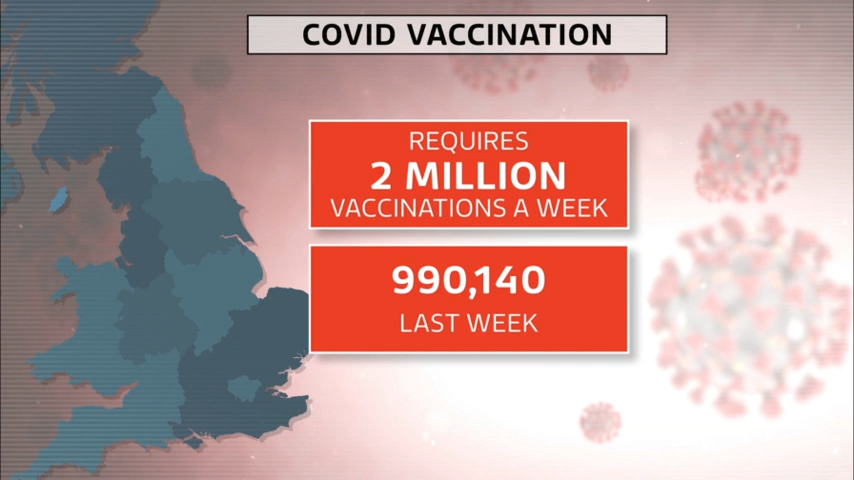 COVID VACCINATION
REQUIRES
2 MILLION
VACCINATIONS A WEEK
990,140
LAST WEEK